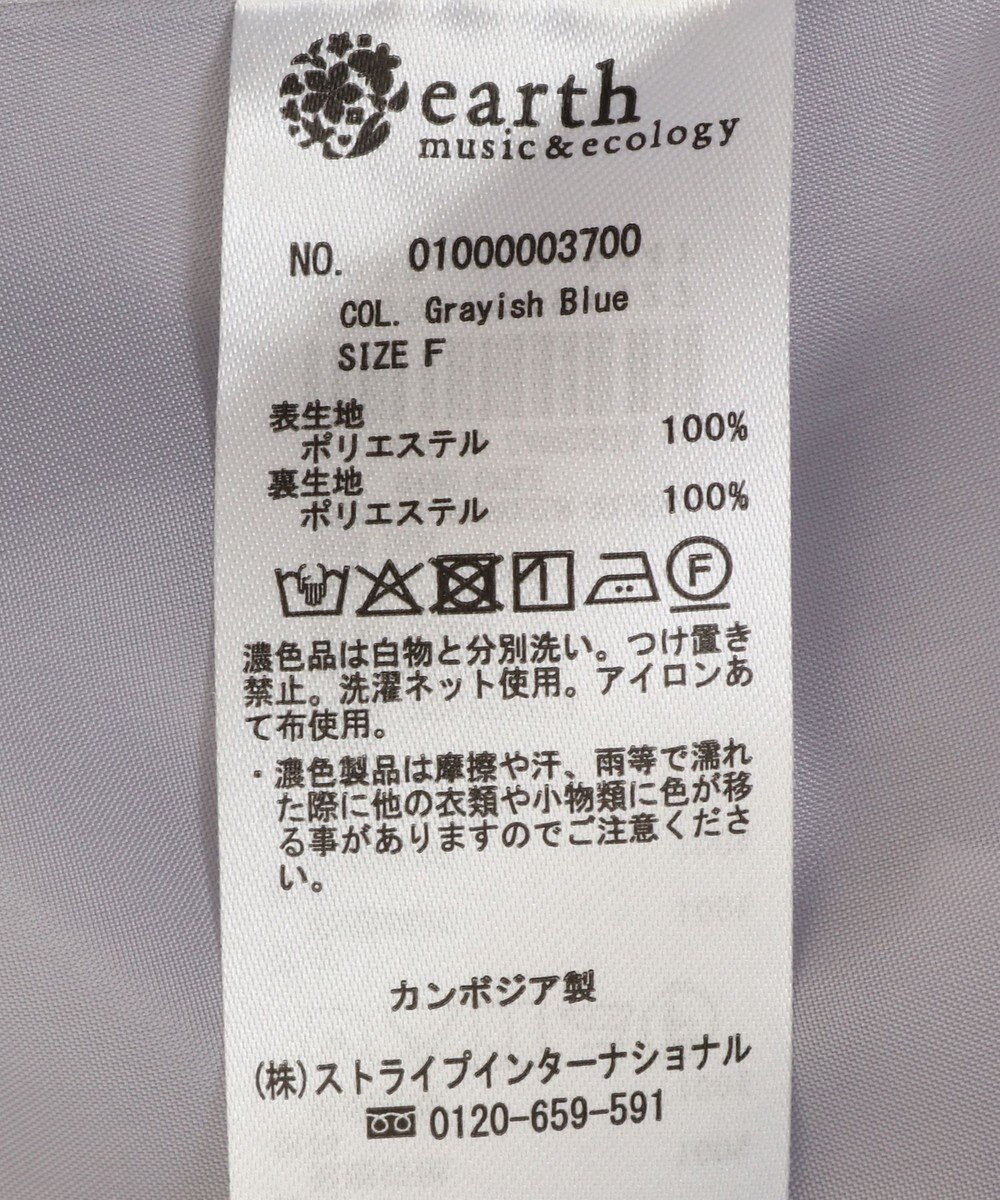 earth
music&ecology
NO. 01000003700
COL. Grayish Blue
SIZE F
表生地
ポリエステル 100%
裏生地
ポリエステル 100%
F
濃色品は白物と分別洗い。つけ置き
禁止。洗濯ネット使用。アイロンあ
て布使用。
・濃色製品は摩擦や汗、雨等で濡れ
た際に他の衣類や小物類に色が移
る事がありますのでご注意くださ
い。
カンボジア製
(株)ストライプインターナショナル
0120-659-591